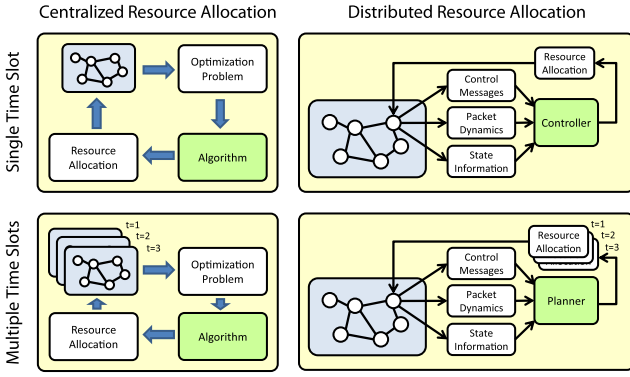 Centralized Resource Allocation
Distributed Resource Allocation
Single Time Slot
Optimization
Problem
Resource
Allocation
Algorithm
Resource
Allocation
Control
Messages
Packet
Dynamics
State
Information
Controller
Multiple Time Slots
t=1
t=2
t=3
Optimization
Problem
Resource
Allocation
Algorithm
Resource
Allocation
t=1
t=2
t=3
Control
Messages
Packet
Dynamics
State
Information
Planner